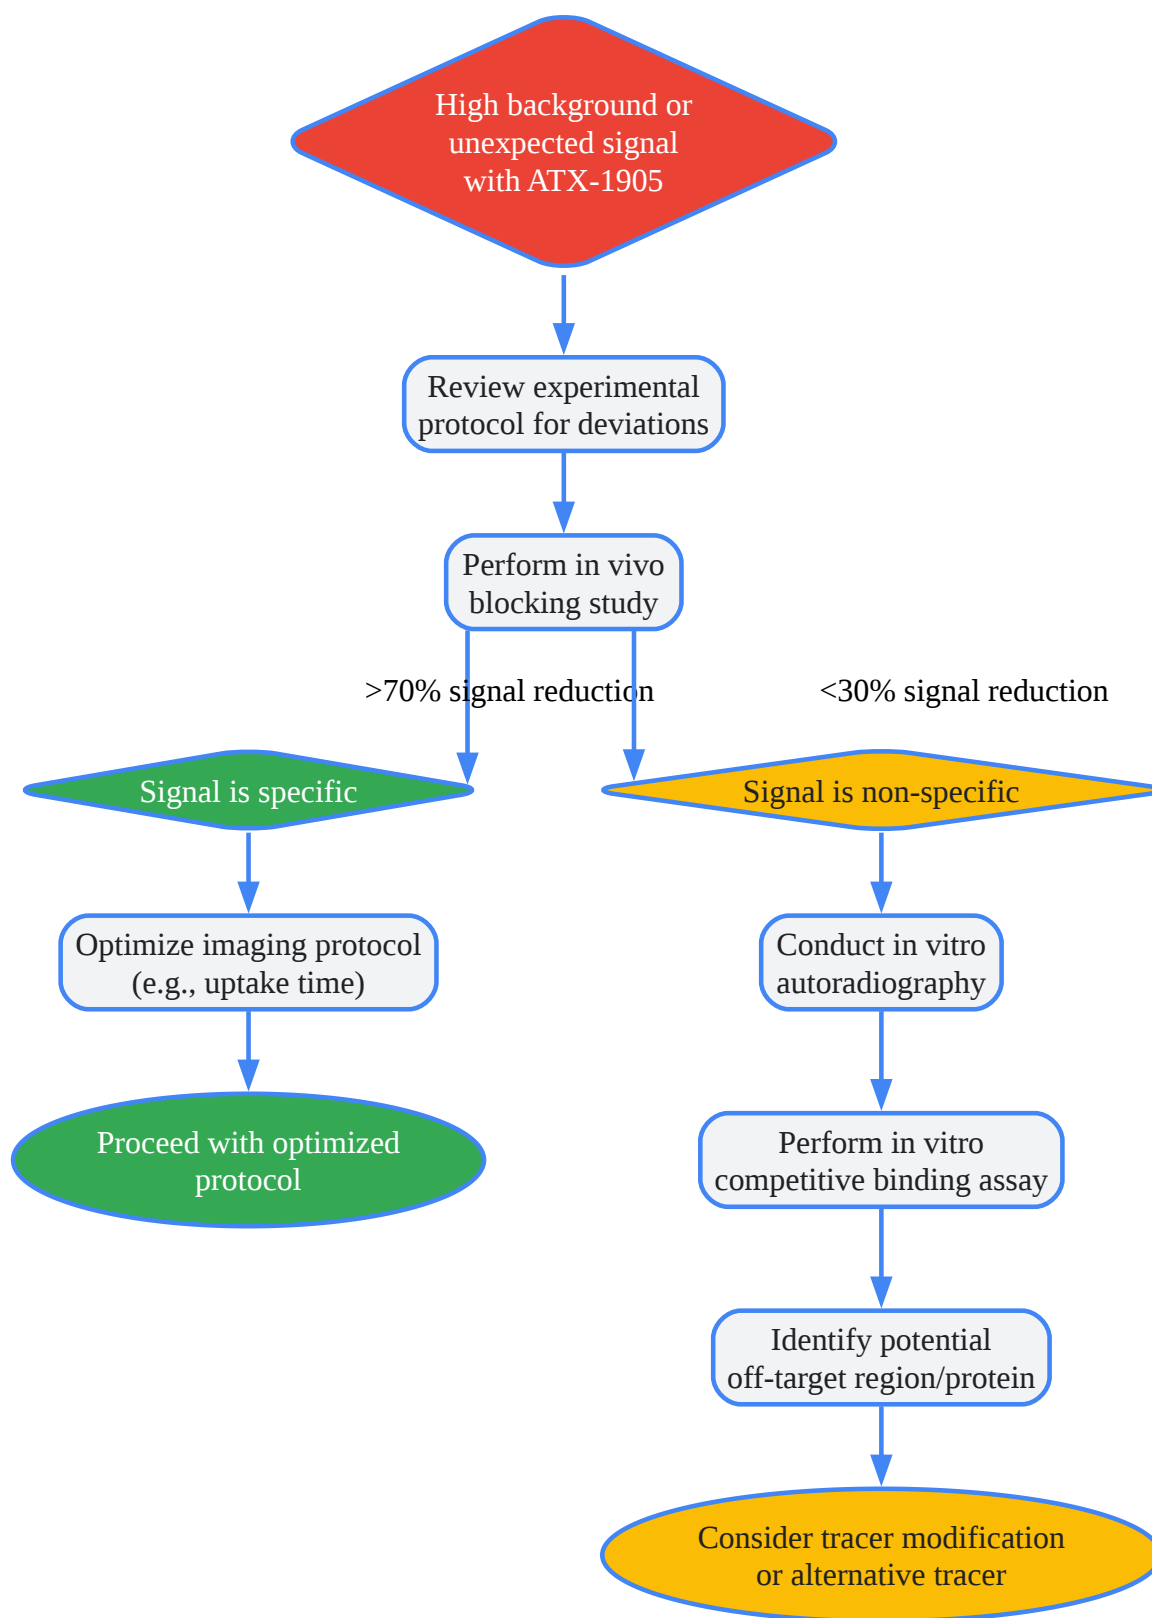 High background or
unexpected signal
with ATX-1905
Review experimental
protocol for deviations
Perform in vivo
blocking study
>70% signal reduction
<30% signal reduction
Signal is specific
Signal is non-specific
Optimize imaging protocol
(e.g., uptake time)
Conduct in vitro
autoradiography
Proceed with optimized
protocol
Perform in vitro
competitive binding assay
Identify potential
off-target region/protein
Consider tracer modification
or alternative tracer